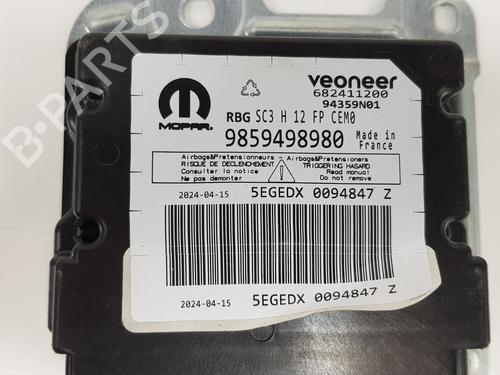 veoneer
682411200
94359N01
MOPAR.
RBG SC3 H 12 FP CEM0
9859498980 Made in France
Airbags&Pretensionneurs - Airbags&Pretensioners
RISQUE DE DECLENCHEMENT TRIGGERING HASARD
Consulter la notice Read manual
Ne pas demonter Do not dismantle
2024-04-15 5EGEDX 0094847 Z
2024-04-15 5EGEDX 0094847 Z
B-PARTS